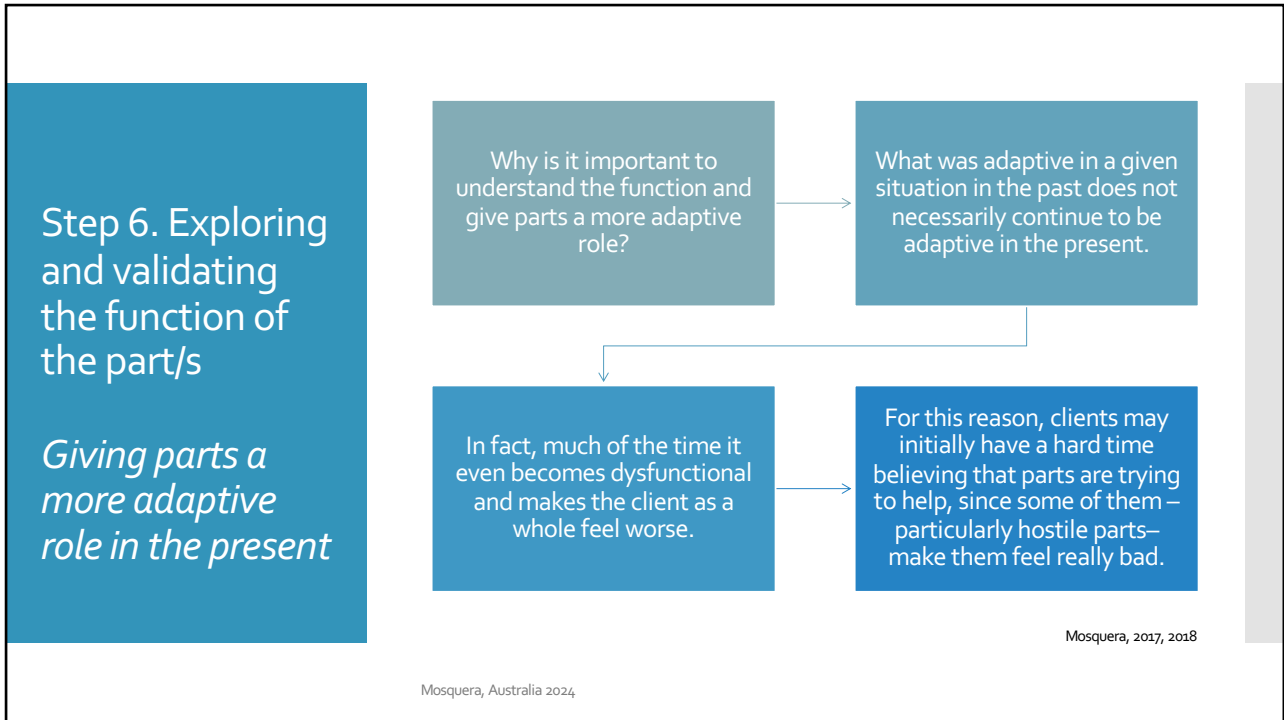 Step 6. Exploring
and validating
the function of
the part/s
Giving parts a
more adaptive
role in the present
Why is it important to
understand the function and
give parts a more adaptive
role?
What was adaptive in a given
situation in the past does not
necessarily continue to be
adaptive in the present.
In fact, much of the time it
even becomes dysfunctional
and makes the client as a
whole feel worse.
For this reason, clients may
initially have a hard time
believing that parts are trying
to help, since some of them –
particularly hostile parts–
make them feel really bad.
Mosquera, 2017, 2018
Mosquera, Australia 2024